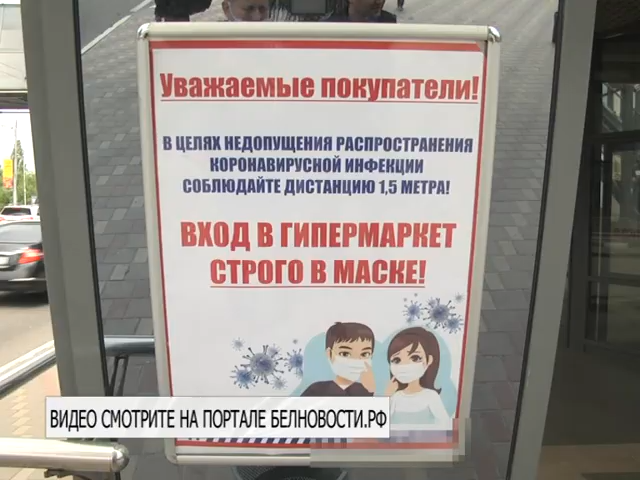 Уважаемые покупатели!
В ЦЕЛЯХ НЕДОПУЩЕНИЯ РАСПРОСТРАНЕНИЯ
КОРОНАВИРУСНОЙ ИНФЕКЦИИ
СОБЛЮДАЙТЕ ДИСТАНЦИЮ 1,5 МЕТРА!
ВХОД В ГИПЕРМАРКЕТ
СТРОГО В МАСКЕ!
ВИДЕО СМОТРИТЕ НА ПОРТАЛЕ БЕЛНОВОСТИ.РФ